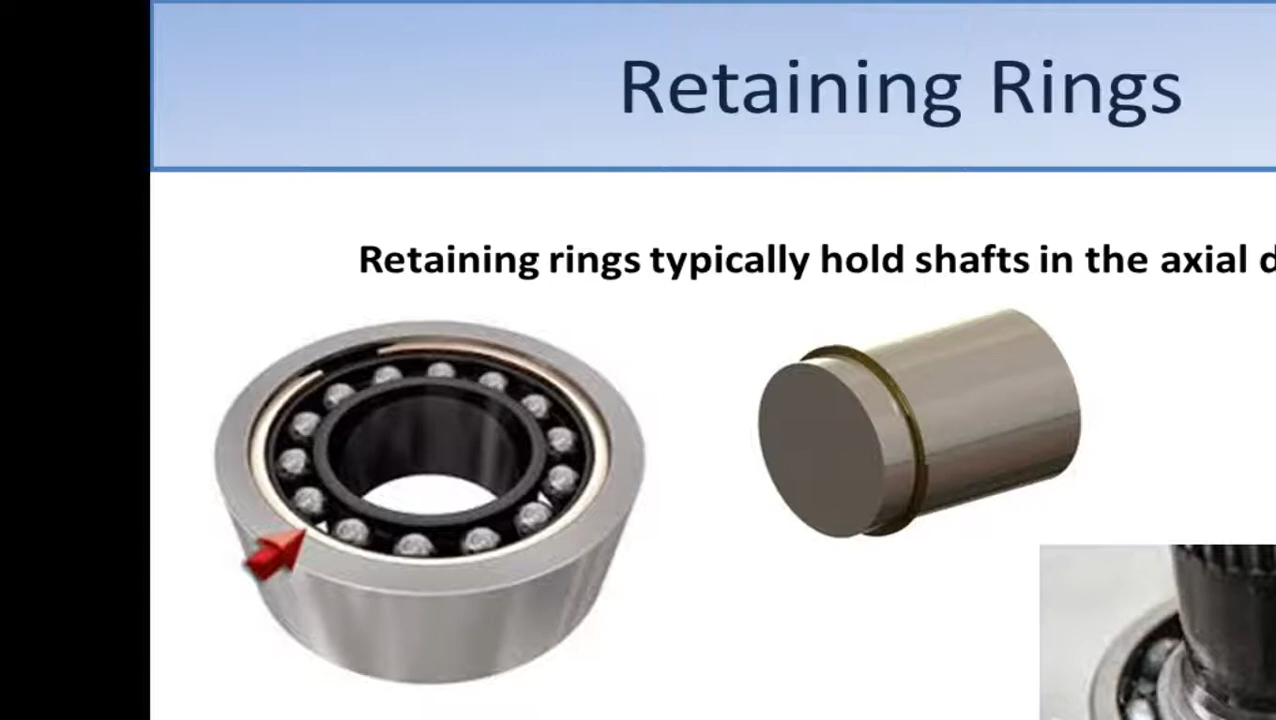 Retaining Rings
Retaining rings typically hold shafts in the axial